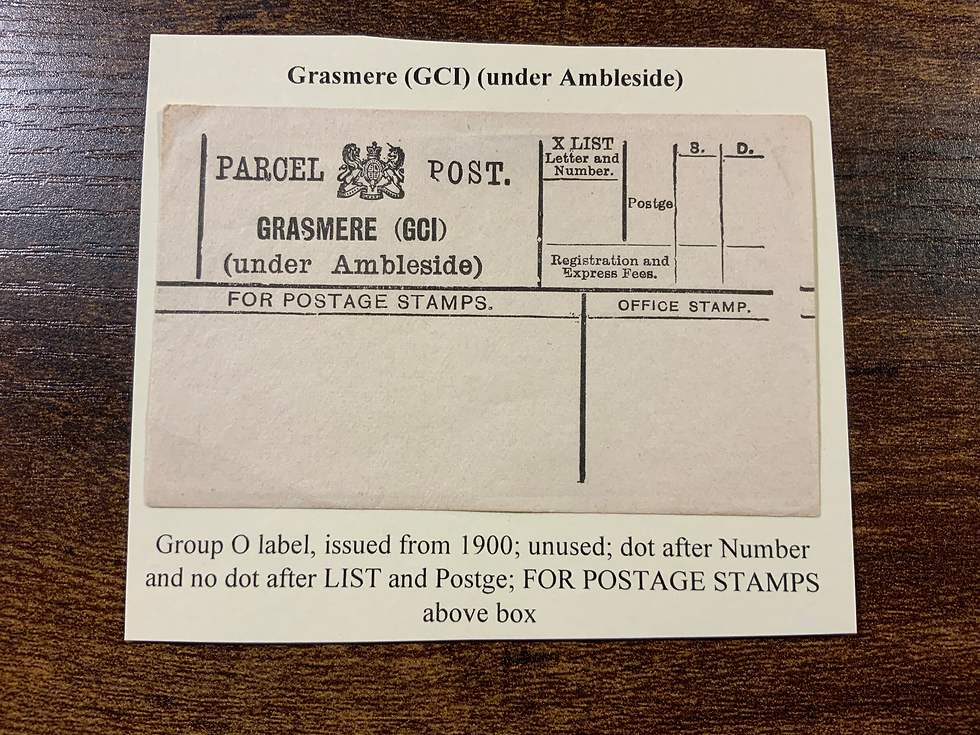 Grasmere (GCI) (under Ambleside)
PARCEL POST.
GRASMERE (GCI)
(under Ambleside)
X LIST
Letter and
Number.
Postge
S. D.
Registration and
Express Fees.
FOR POSTAGE STAMPS.
OFFICE STAMP.
Group O label, issued from 1900; unused; dot after Number
and no dot after LIST and Postge; FOR POSTAGE STAMPS
above box